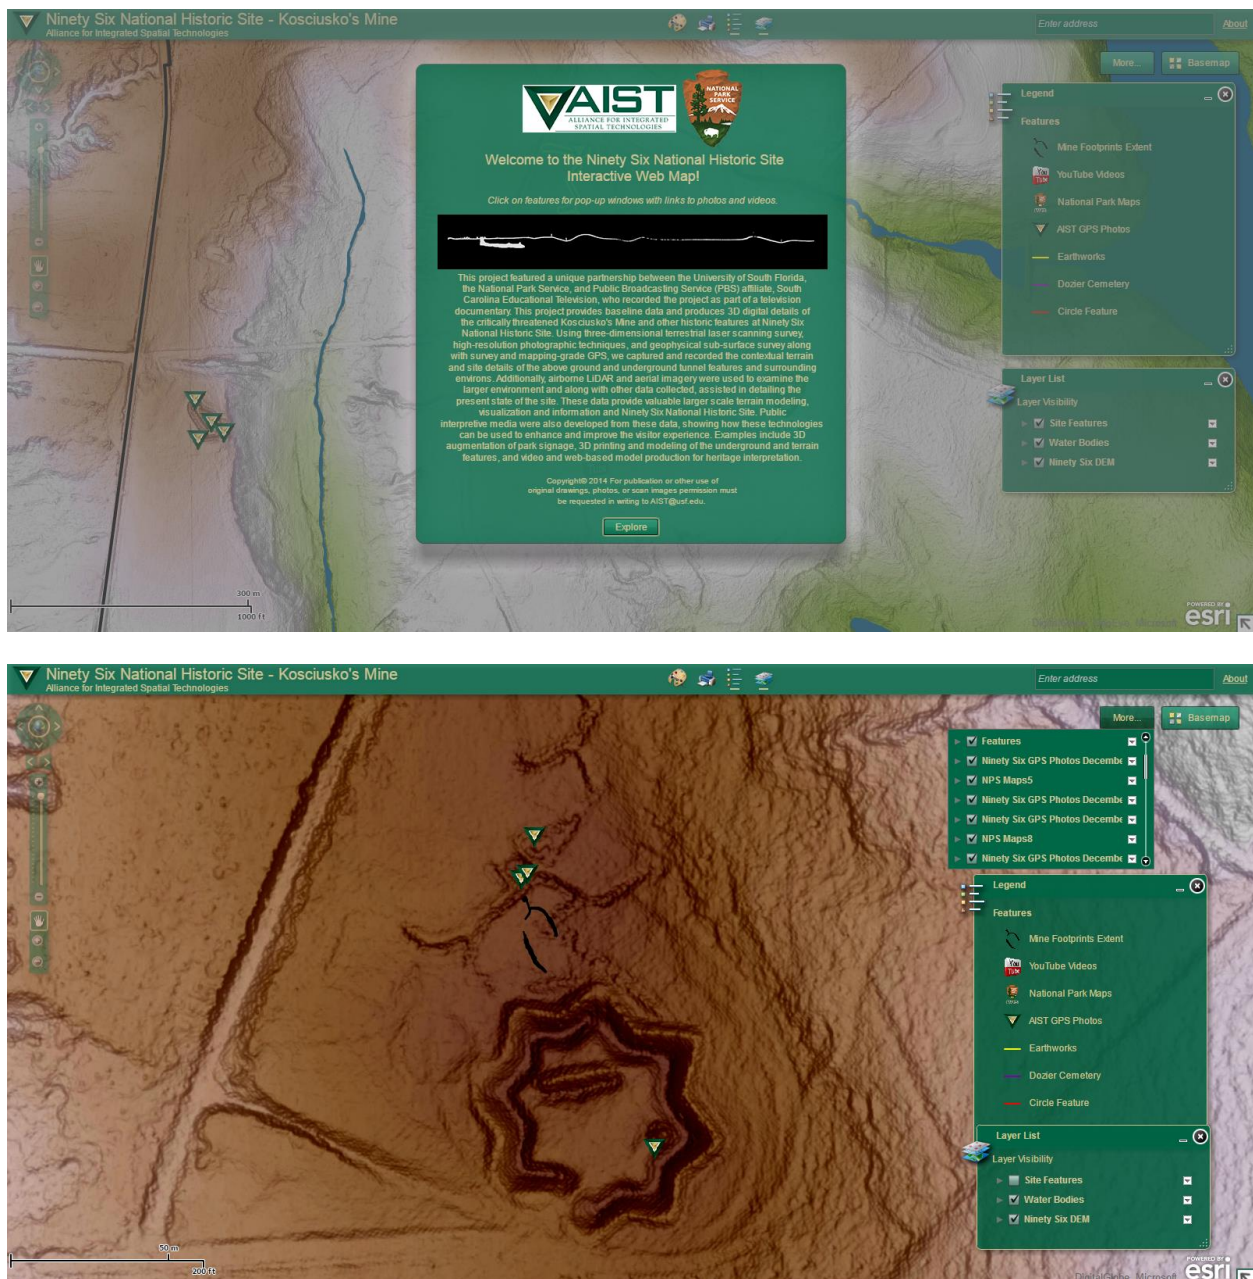 Ninety Six National Historic Site - Kosciusko's Mine
Alliance for Integrated Spatial Technologies
Enter address
About
More...
Basemap
AIST
ALLIANCE FOR INTEGRATED
SPATIAL TECHNOLOGIES
NATIONAL
PARK
SERVICE
Welcome to the Ninety Six National Historic Site
Interactive Web Map!
Click on features for pop-up windows with links to photos and videos.
This project featured a unique partnership between the University of South Florida,
the National Park Service, and Public Broadcasting Service (PBS) affiliate, South
Carolina Educational Television, who recorded the project as part of a television
documentary. This project provides baseline data and produces 3D digital details of
the critically threatened Kosciusko's Mine and other historic features at Ninety Six
National Historic Site. Using three-dimensional terrestrial laser scanning survey,
high-resolution photographic techniques, and geophysical sub-surface survey along
with survey and mapping-grade GPS, we captured and recorded the contextual terrain
and site details of the above ground and underground tunnel features and surrounding
environs. Additionally, airborne LiDAR and aerial imagery were used to examine the
larger environment and along with other data collected, assisted in detailing the
present state of the site. These data provide valuable larger scale terrain modeling,
visualization and information and Ninety Six National Historic Site. Public
interpretive media were also developed from these data, showing how these technologies
can be used to enhance and improve the visitor experience. Examples include 3D
augmentation of park signage, 3D printing and modeling of the underground and terrain
features, and video and web-based model production for heritage interpretation.
Copyright© 2014 For publication or other use of
original drawings, photos, or scan images permission must
be requested in writing to AIST@usf.edu.
Explore
Legend
Features
Mine Footprints Extent
You Tube
YouTube Videos
National Park Maps
AIST GPS Photos
Earthworks
Dozier Cemetery
Circle Feature
Layer List
Layer Visibility
Site Features
Water Bodies
Ninety Six DEM
300 m
1000 ft
POWERED BY
esri
Ninety Six National Historic Site - Kosciusko's Mine
Alliance for Integrated Spatial Technologies
Enter address
About
More...
Basemap
Features
Ninety Six GPS Photos Decembe
NPS Maps5
Ninety Six GPS Photos Decembe
Ninety Six GPS Photos Decembe
NPS Maps8
Ninety Six GPS Photos Decembe
Legend
Features
Mine Footprints Extent
You Tube
YouTube Videos
National Park Maps
AIST GPS Photos
Earthworks
Dozier Cemetery
Circle Feature
Layer List
Layer Visibility
Site Features
Water Bodies
Ninety Six DEM
50 m
200 ft
POWERED BY
esri
DigitalGlobe, Microsoft